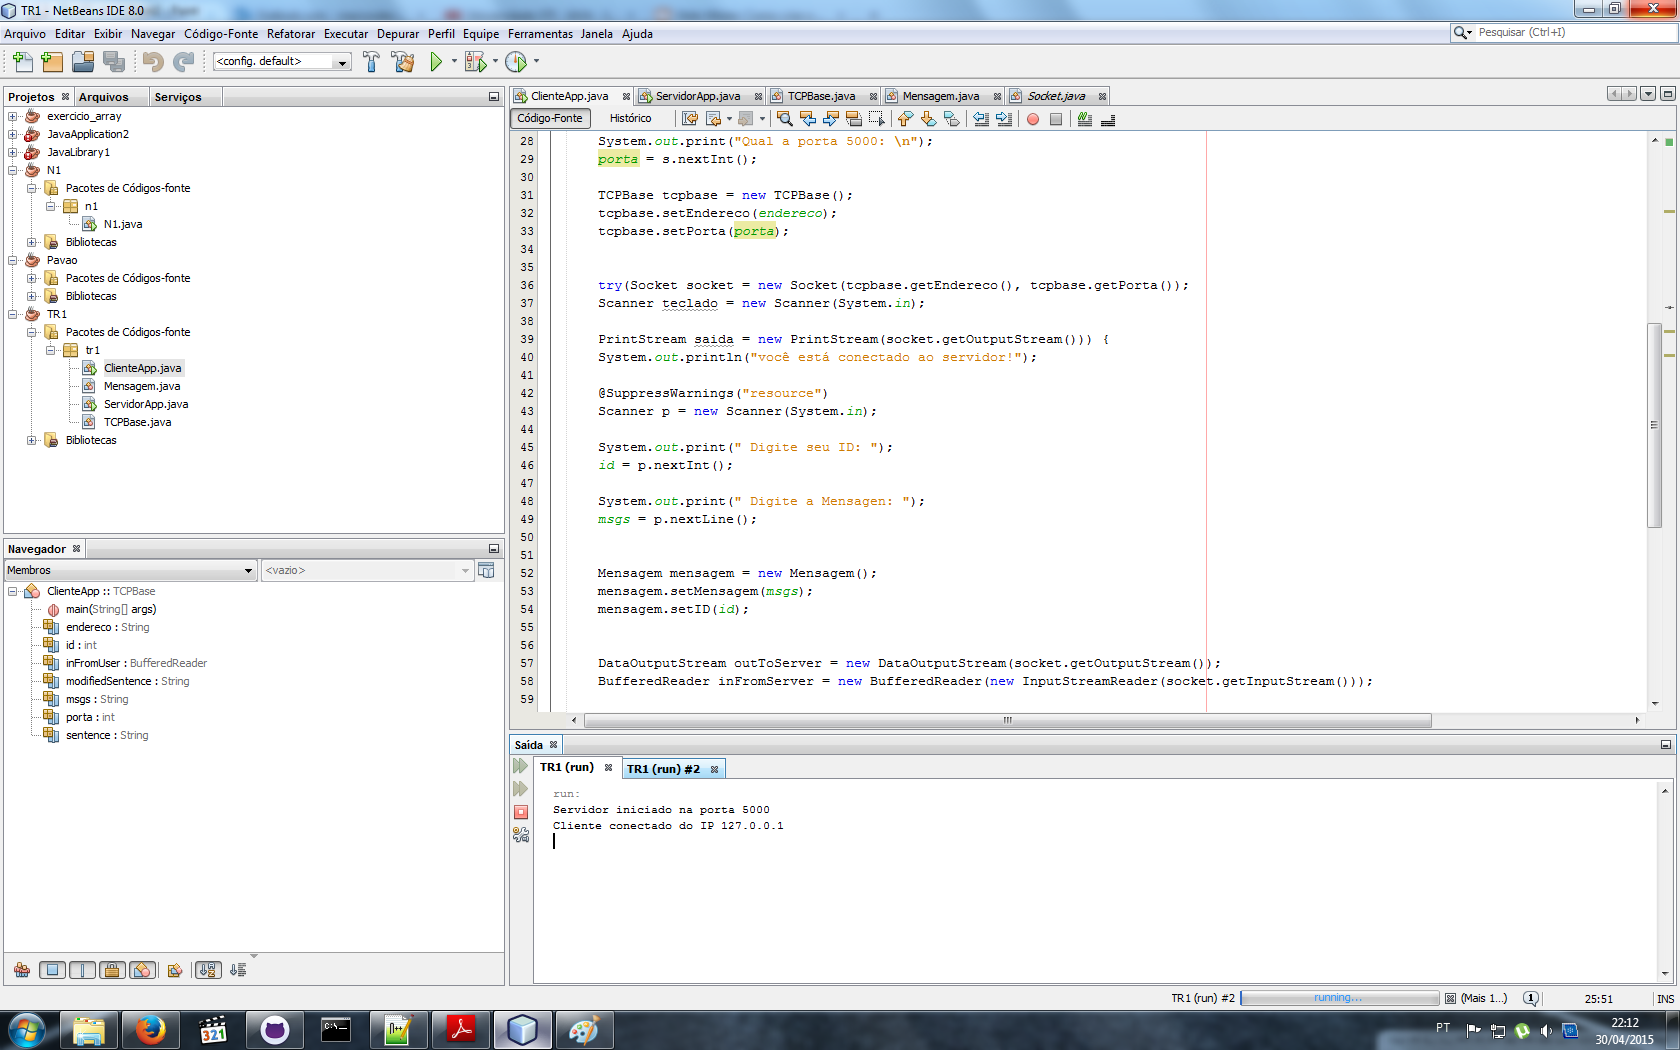 TR1 - NetBeans IDE 8.0
Arquivo Editar Exibir Navegar Código-Fonte Refatorar Executar Depurar Perfil Equipe Ferramentas Janela Ajuda
Pesquisar (Ctrl+I)
<config. default>
Projetos Arquivos Serviços
exercicio_array
JavaApplication2
JavaLibrary1
N1
Pacotes de Códigos-fonte
n1
N1.java
Bibliotecas
Pavao
Pacotes de Códigos-fonte
Bibliotecas
TR1
Pacotes de Códigos-fonte
tr1
ClienteApp.java
Mensagem.java
ServidorApp.java
TCPBase.java
Bibliotecas
Navegador
Membros
<vazio>
ClienteApp :: TCPBase
main(String[] args)
endereco : String
id : int
inFromUser : BufferedReader
modifiedSentence : String
msgs : String
porta : int
sentence : String
ClienteApp.java ServidorApp.java TCPBase.java Mensagem.java Socket.java
Código-Fonte Histórico
28 System.out.print("Qual a porta 5000: \n");
29 porta = s.nextInt();
30
31 TCPBase tcpbase = new TCPBase();
32 tcpbase.setEndereco(endereco);
33 tcpbase.setPorta(porta);
34
35
36 try(Socket socket = new Socket(tcpbase.getEndereco(), tcpbase.getPorta());
37 Scanner teclado = new Scanner(System.in);
38
39 PrintStream saida = new PrintStream(socket.getOutputStream())) {
40 System.out.println("você está conectado ao servidor!");
41
42 @SuppressWarnings("resource")
43 Scanner p = new Scanner(System.in);
44
45 System.out.print(" Digite seu ID: ");
46 id = p.nextInt();
47
48 System.out.print(" Digite a Mensagen: ");
49 msgs = p.nextLine();
50
51
52 Mensagem mensagem = new Mensagem();
53 mensagem.setMensagem(msgs);
54 mensagem.setID(id);
55
56
57 DataOutputStream outToServer = new DataOutputStream(socket.getOutputStream());
58 BufferedReader inFromServer = new BufferedReader(new InputStreamReader(socket.getInputStream()));
59
Saída
TR1 (run) TR1 (run) #2
run:
Servidor iniciado na porta 5000
Cliente conectado do IP 127.0.0.1
TR1 (run) #2 running... (Mais 1...) 1 25:51 INS
321
C:\
N++
PT
22:12
30/04/2015